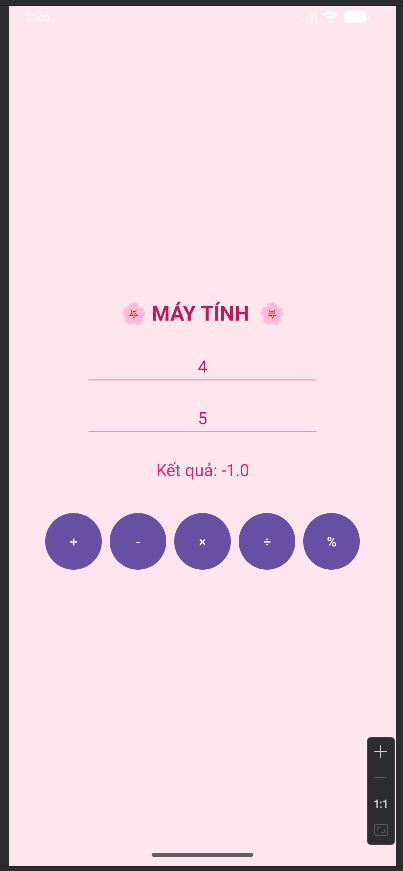 1:26
🌸 MÁY TÍNH 🌸
4
5
Kết quả: -1.0
+ - × ÷ %
1:1